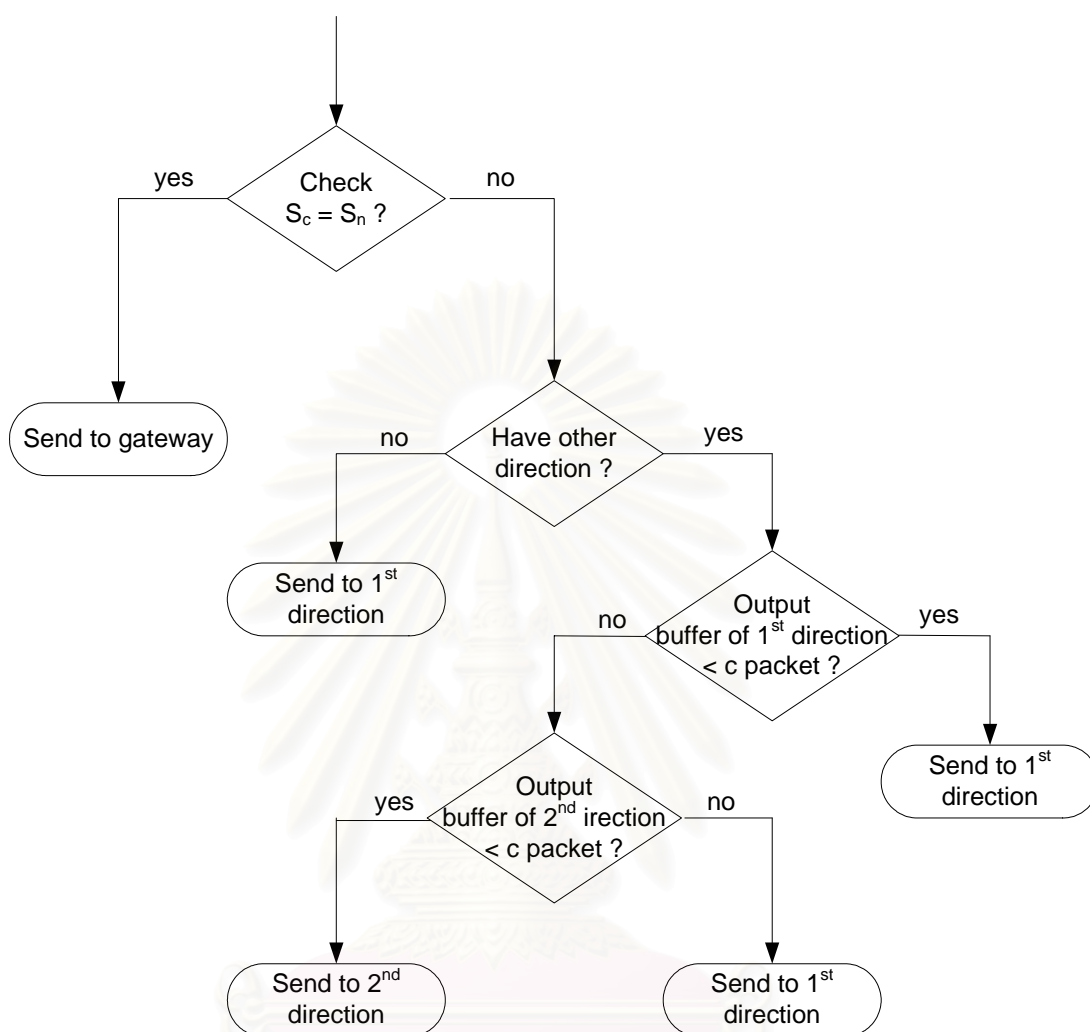 yes
Check
no
Sc = Sn ?
Send to gateway
no
Have other
direction ?
yes
Send to 1st
direction
no
Output
buffer of 1st direction
< c packet ?
yes
Send to 1st
direction
yes
Output
buffer of 2nd irection
< c packet ?
no
Send to 2nd
direction
Send to 1st
direction